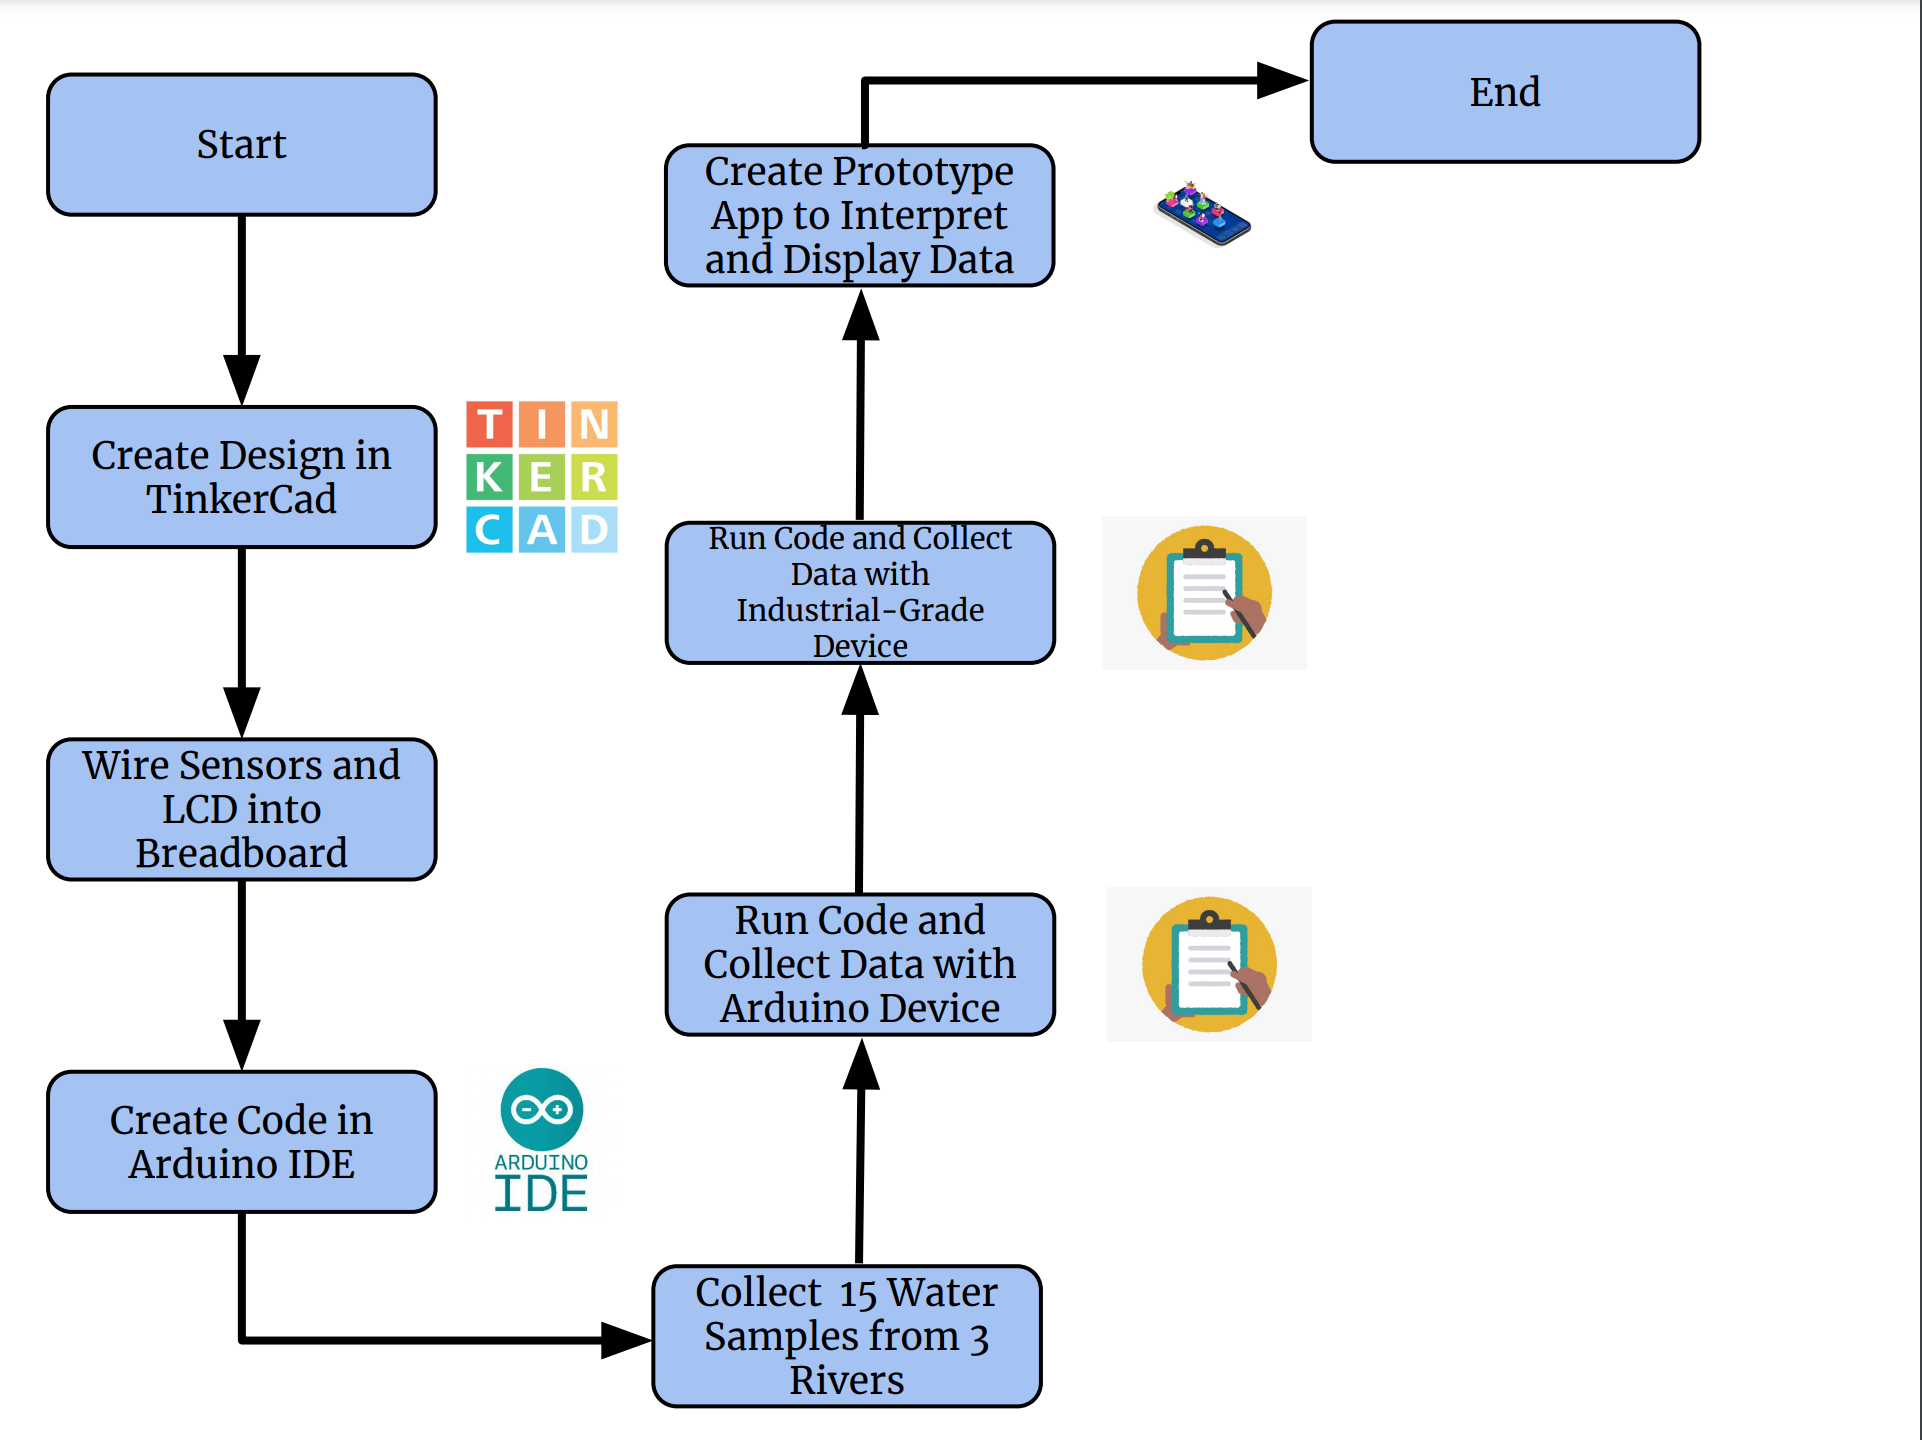 Start
Create Design in
TinkerCad
T I N
K E R
C A D
Wire Sensors and
LCD into
Breadboard
Create Code in
Arduino IDE
ARDUINO
IDE
Collect 15 Water
Samples from 3
Rivers
Run Code and
Collect Data with
Arduino Device
Run Code and Collect
Data with
Industrial-Grade
Device
Create Prototype
App to Interpret
and Display Data
End